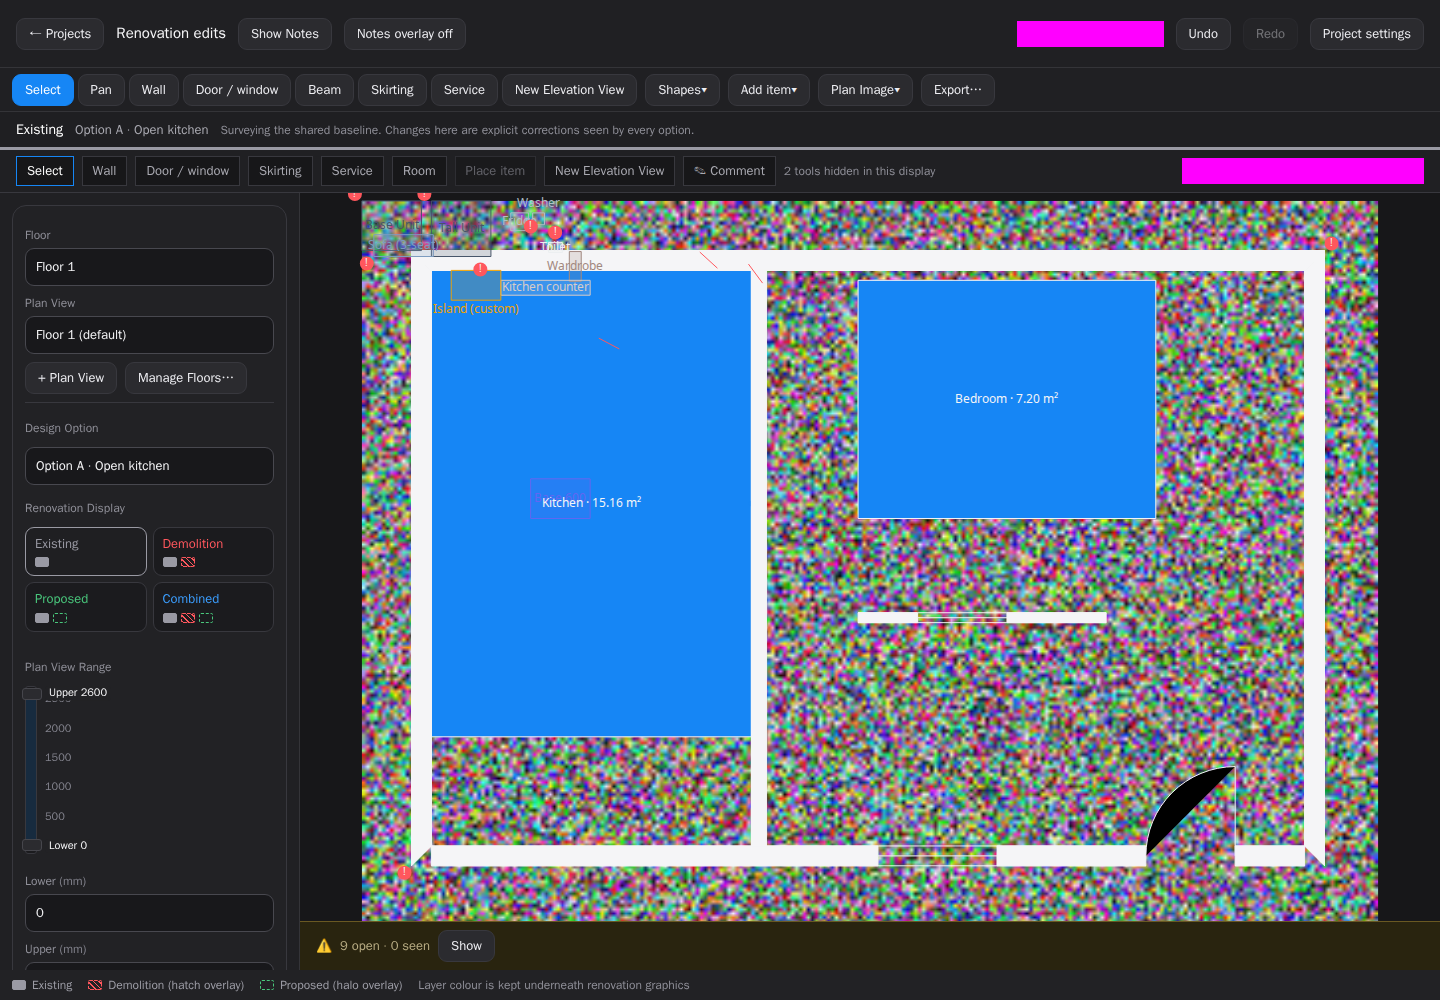 ← Projects
Renovation edits
Show Notes
Notes overlay off
Undo
Redo
Project settings
Select
Pan
Wall
Door / window
Beam
Skirting
Service
New Elevation View
Shapes▾
Add item▾
Plan Image▾
Export⋯
Existing
Option A · Open kitchen
Surveying the shared baseline. Changes here are explicit corrections seen by every option.
Select
Wall
Door / window
Skirting
Service
Room
Place item
New Elevation View
✎ Comment
2 tools hidden in this display
Floor
Floor 1
Plan View
Floor 1 (default)
+ Plan View
Manage Floors⋯
Design Option
Option A · Open kitchen
Renovation Display
Existing
Demolition
Proposed
Combined
Plan View Range
Upper 2600
2000
1500
1000
500
Lower 0
Lower (mm)
0
Upper (mm)
Washer
Base Unit
Toilet
Wardrobe
Kitchen counter
Island (custom)
Kitchen · 15.16 m²
Bedroom · 7.20 m²
⚠️ 9 open · 0 seen
Show
Existing
Demolition (hatch overlay)
Proposed (halo overlay)
Layer colour is kept underneath renovation graphics